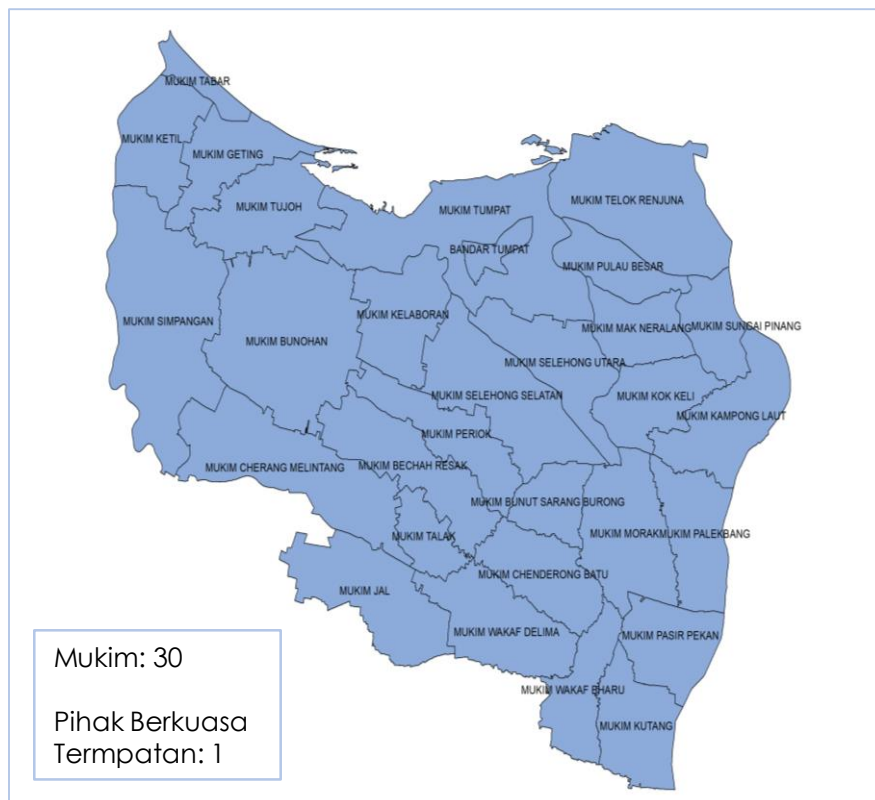 MUKIM TABAR
MUKIM KETIL
MUKIM GETING
MUKIM TUJOH
MUKIM TUMPAT
MUKIM TELOK RENJUNA
BANDAR TUMPAT
MUKIM PULAU BESAR
MUKIM SIMPANGAN
MUKIM KELABORAN
MUKIM MAK NERALANG
MUKIM SUNGAI PINANG
MUKIM BUNOHAN
MUKIM SELEHONG UTARA
MUKIM SELEHONG SELATAN
MUKIM KOK KELI
MUKIM KAMPONG LAUT
MUKIM PERIOK
MUKIM CHERANG MELINTANG
MUKIM BECHAH RESAK
MUKIM BUNUT SARANG BURONG
MUKIM TALAK
MUKIM MORAK
MUKIM PALEKBANG
MUKIM CHENDERONG BATU
MUKIM JAL
MUKIM WAKAF DELIMA
MUKIM PASIR PEKAN
MUKIM WAKAF BHARU
MUKIM KUTANG
Mukim: 30
Pihak Berkuasa
Termpatan: 1